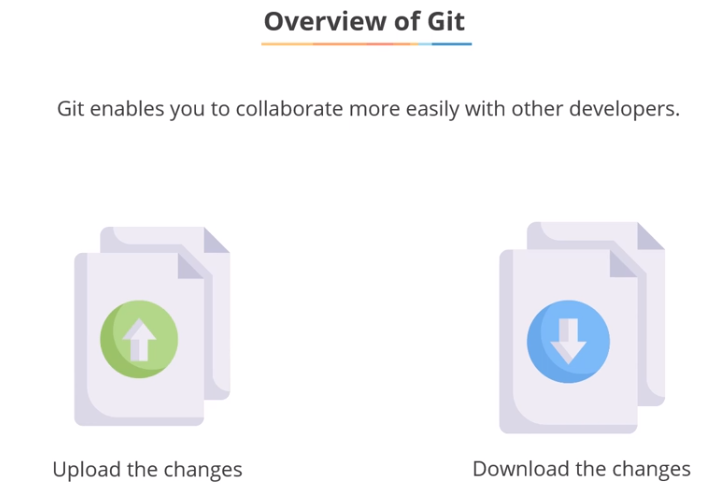 Overview of Git
Git enables you to collaborate more easily with other developers.
Upload the changes
Download the changes